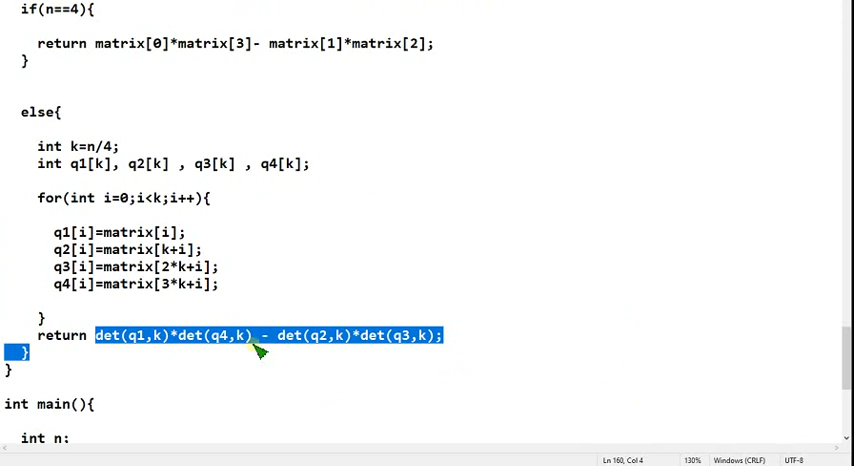 if(n==4){
return matrix[0]*matrix[3]- matrix[1]*matrix[2];
}
else{
int k=n/4;
int q1[k], q2[k] , q3[k] , q4[k];
for(int i=0;i<k;i++){
q1[i]=matrix[i];
q2[i]=matrix[k+i];
q3[i]=matrix[2*k+i];
q4[i]=matrix[3*k+i];
}
return det(q1,k)*det(q4,k) - det(q2,k)*det(q3,k);
}
}
int main(){
int n;
Ln 160, Col 4 130% Windows (CRLF) UTF-8